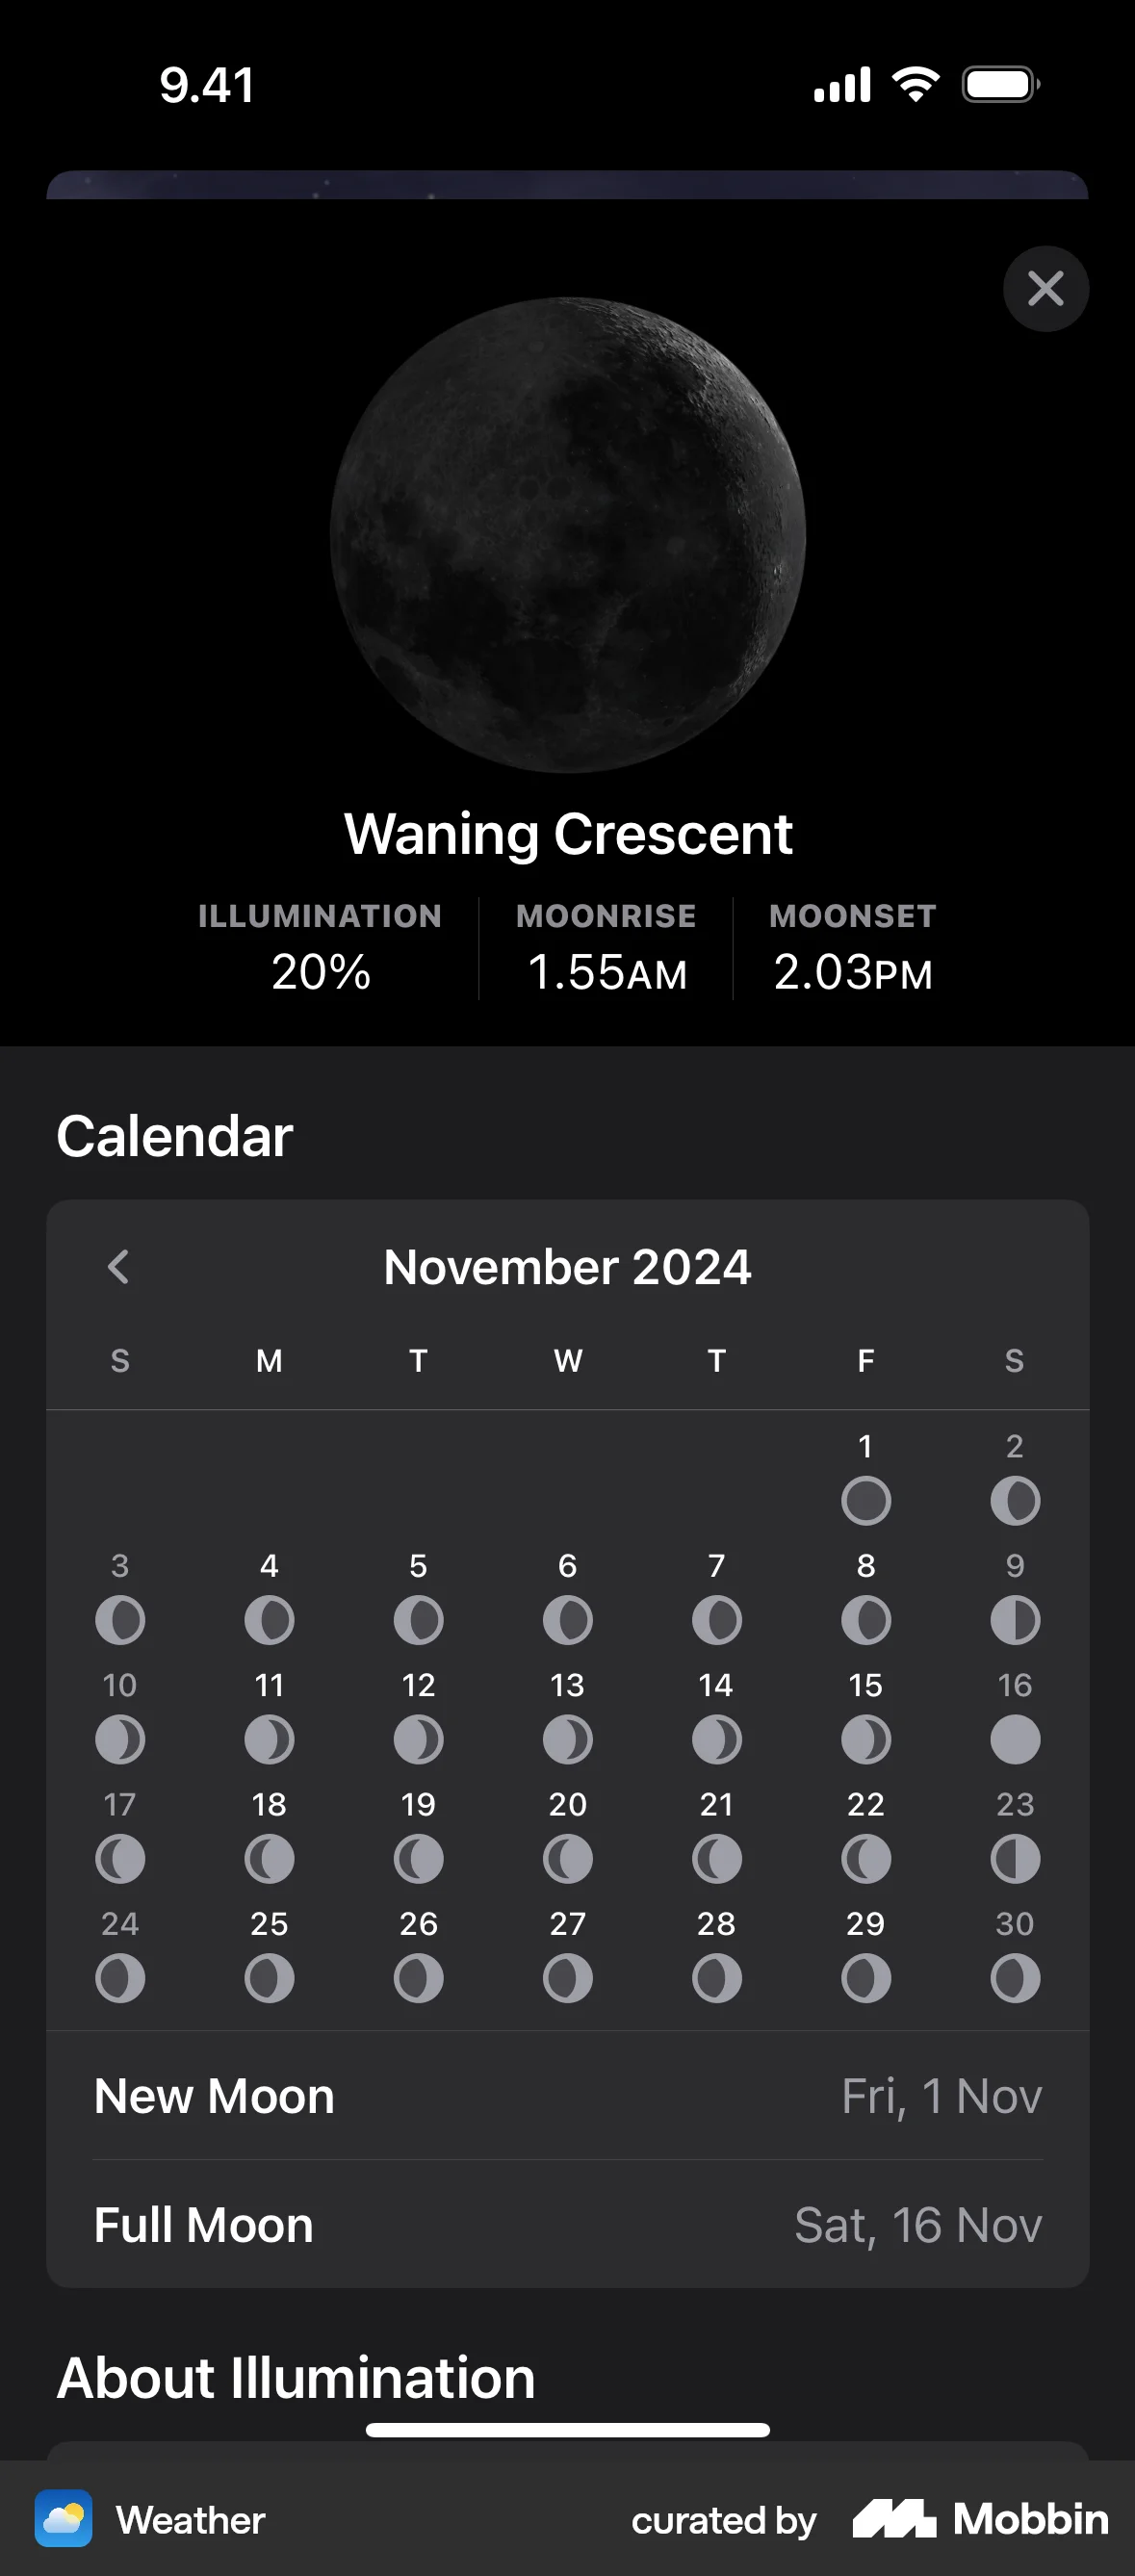 9.41
Waning Crescent
ILLUMINATION MOONRISE MOONSET
20% 1.55AM 2.03PM
Calendar
November 2024
S M T W T F S
1 2
3 4 5 6 7 8 9
10 11 12 13 14 15 16
17 18 19 20 21 22 23
24 25 26 27 28 29 30
New Moon Fri, 1 Nov
Full Moon Sat, 16 Nov
About Illumination
Weather curated by Mobbin